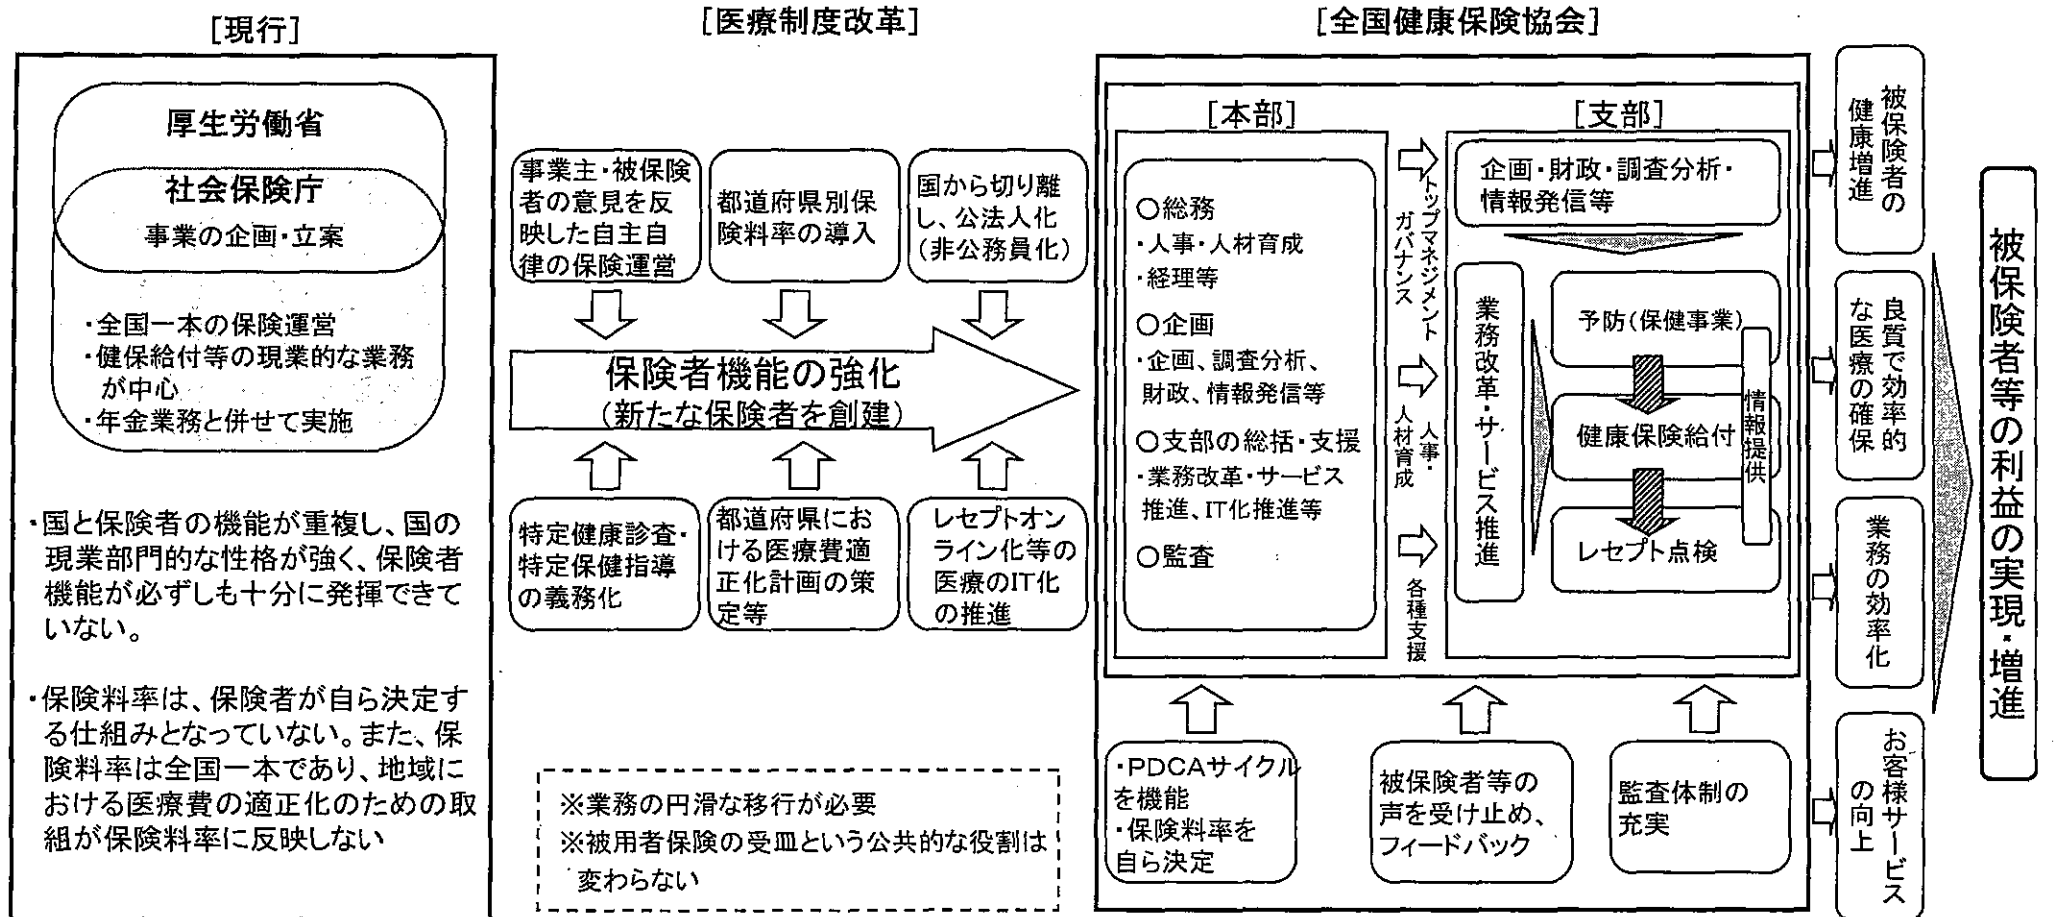 [現行]
厚生労働省
社会保険庁
事業の企画・立案
・全国一本の保険運営
・健保給付等の現業的な業務
が中心
・年金業務と併せて実施
・国と保険者の機能が重複し、国の
現業部門的な性格が強く、保険者
機能が必ずしも十分に発揮できて
いない。
・保険料率は、保険者が自ら決定す
る仕組みとなっていない。また、保
険料率は全国一本であり、地域に
おける医療費の適正化のための取
組が保険料率に反映しない
[医療制度改革]
事業主・被保険
者の意見を反
映した自主自
律の保険運営
都道府県別保
険料率の導入
国から切り離
し、公法人化
(非公務員化)
保険者機能の強化
(新たな保険者を創建)
特定健康診査・
特定保健指導
の義務化
都道府県にお
ける医療費適
正化計画の策
定等
レセプトオン
ライン化等の
医療のIT化
の推進
※業務の円滑な移行が必要
※被用者保険の受皿という公共的な役割は
変わらない
[全国健康保険協会]
[本部]
○総務
・人事・人材育成
・経理等
○企画
・企画、調査分析、
財政、情報発信等
○支部の総括・支援
・業務改革・サービス
推進、IT化推進等
○監査
トップマネジメント
ガバナンス
人事・
人材育成
各種支援
[支部]
企画・財政・調査分析・
情報発信等
業務改革・サービス推進
予防(保健事業)
健康保険給付
レセプト点検
情報提供
・PDCAサイクル
を機能
・保険料率を
自ら決定
被保険者等の
声を受け止め、
フィードバック
監査体制の
充実
被保険者の
健康増進
良質で効率的
な医療の確保
業務の効率化
お客様サービス
の向上
被保険者等の利益の実現・増進